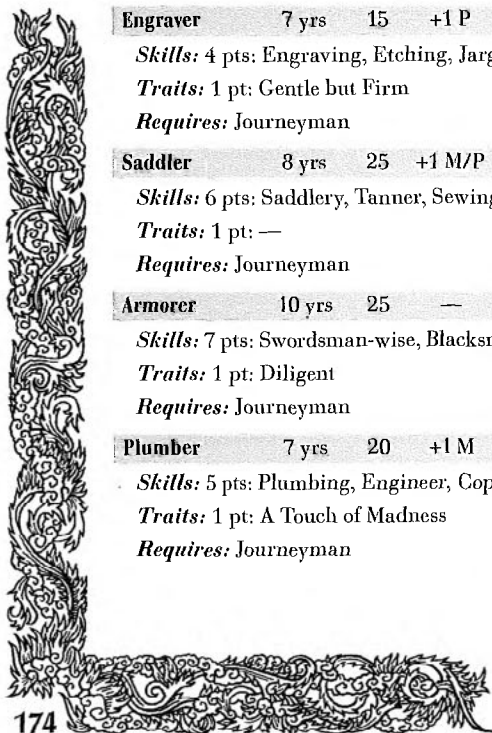 Engraver 7 yrs 15 +1 P
Skills: 4 pts: Engraving, Etching, Jarg
Traits: 1 pt: Gentle but Firm
Requires: Journeyman
Saddler 8 yrs 25 +1 M/P
Skills: 6 pts: Saddlery, Tanner, Sewing
Traits: 1 pt: —
Requires: Journeyman
Armorer 10 yrs 25 —
Skills: 7 pts: Swordsman-wise, Blacksm
Traits: 1 pt: Diligent
Requires: Journeyman
Plumber 7 yrs 20 +1 M
Skills: 5 pts: Plumbing, Engineer, Cop
Traits: 1 pt: A Touch of Madness
Requires: Journeyman
174